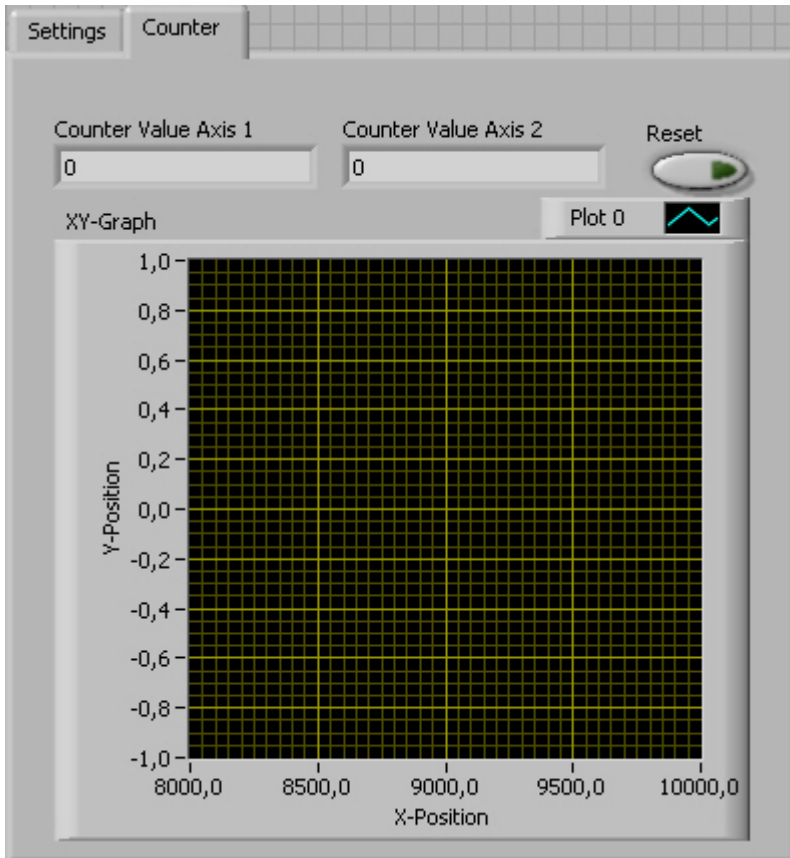 Settings Counter
Counter Value Axis 1 Counter Value Axis 2 Reset
0 0
XY-Graph Plot 0
1,0
0,8
0,6
0,4
0,2
0,0
-0,2
-0,4
-0,6
-0,8
-1,0
Y-Position
8000,0 8500,0 9000,0 9500,0 10000,0
X-Position